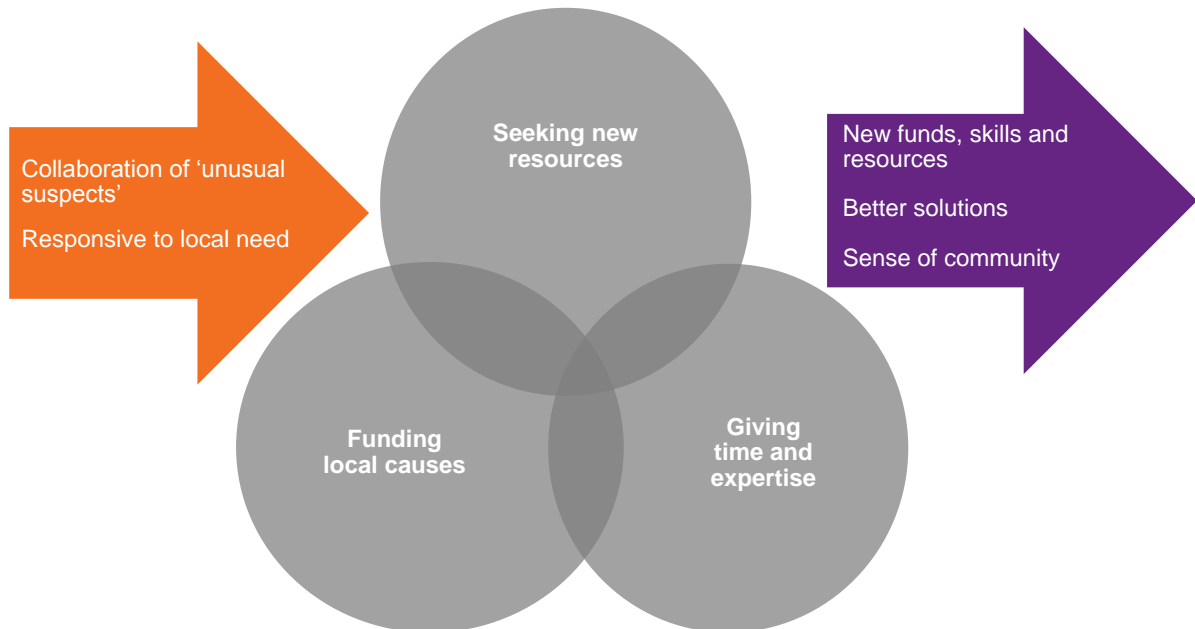 Collaboration of ‘unusual
suspects’
Responsive to local need
Seeking new
resources
Funding
local causes
Giving
time and
expertise
New funds, skills and
resources
Better solutions
Sense of community